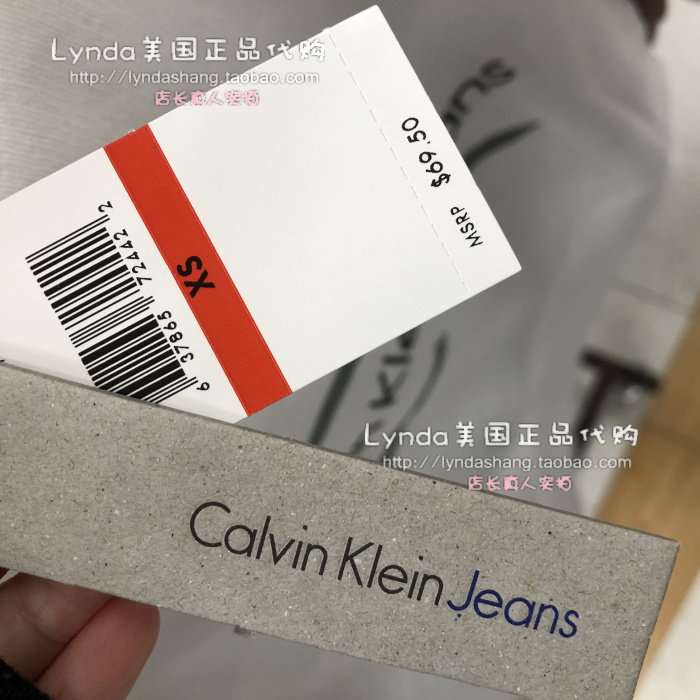 Lynda美国正品代购
http://lyndashang.taobao.com
店长真人实拍
MSRP $69.50
XS
6 37865 72442 2
Lynda美国正品代购
http://lyndashang.taobao.com
店长真人实拍
Calvin Klein Jeans